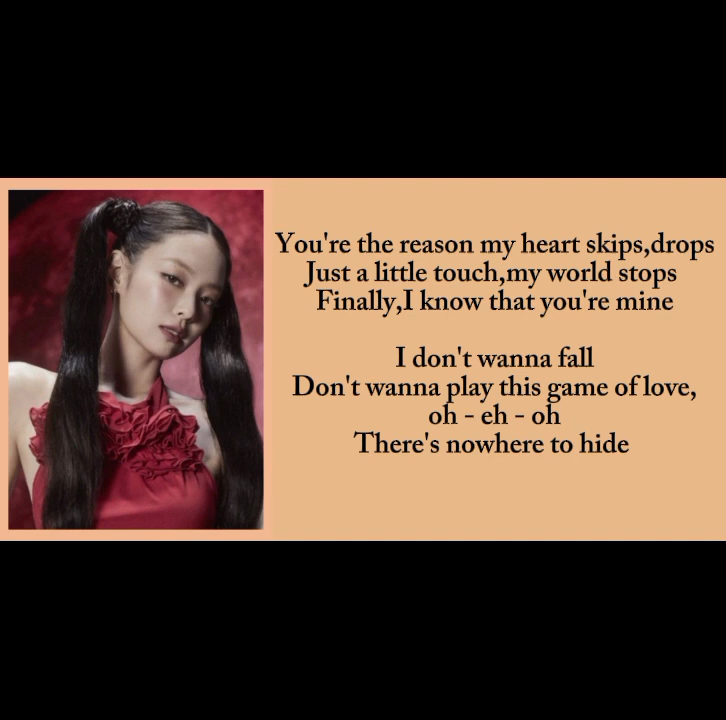 You're the reason my heart skips,drops
Just a little touch,my world stops
Finally,I know that you're mine
I don't wanna fall
Don't wanna play this game of love,
oh - eh - oh
There's nowhere to hide